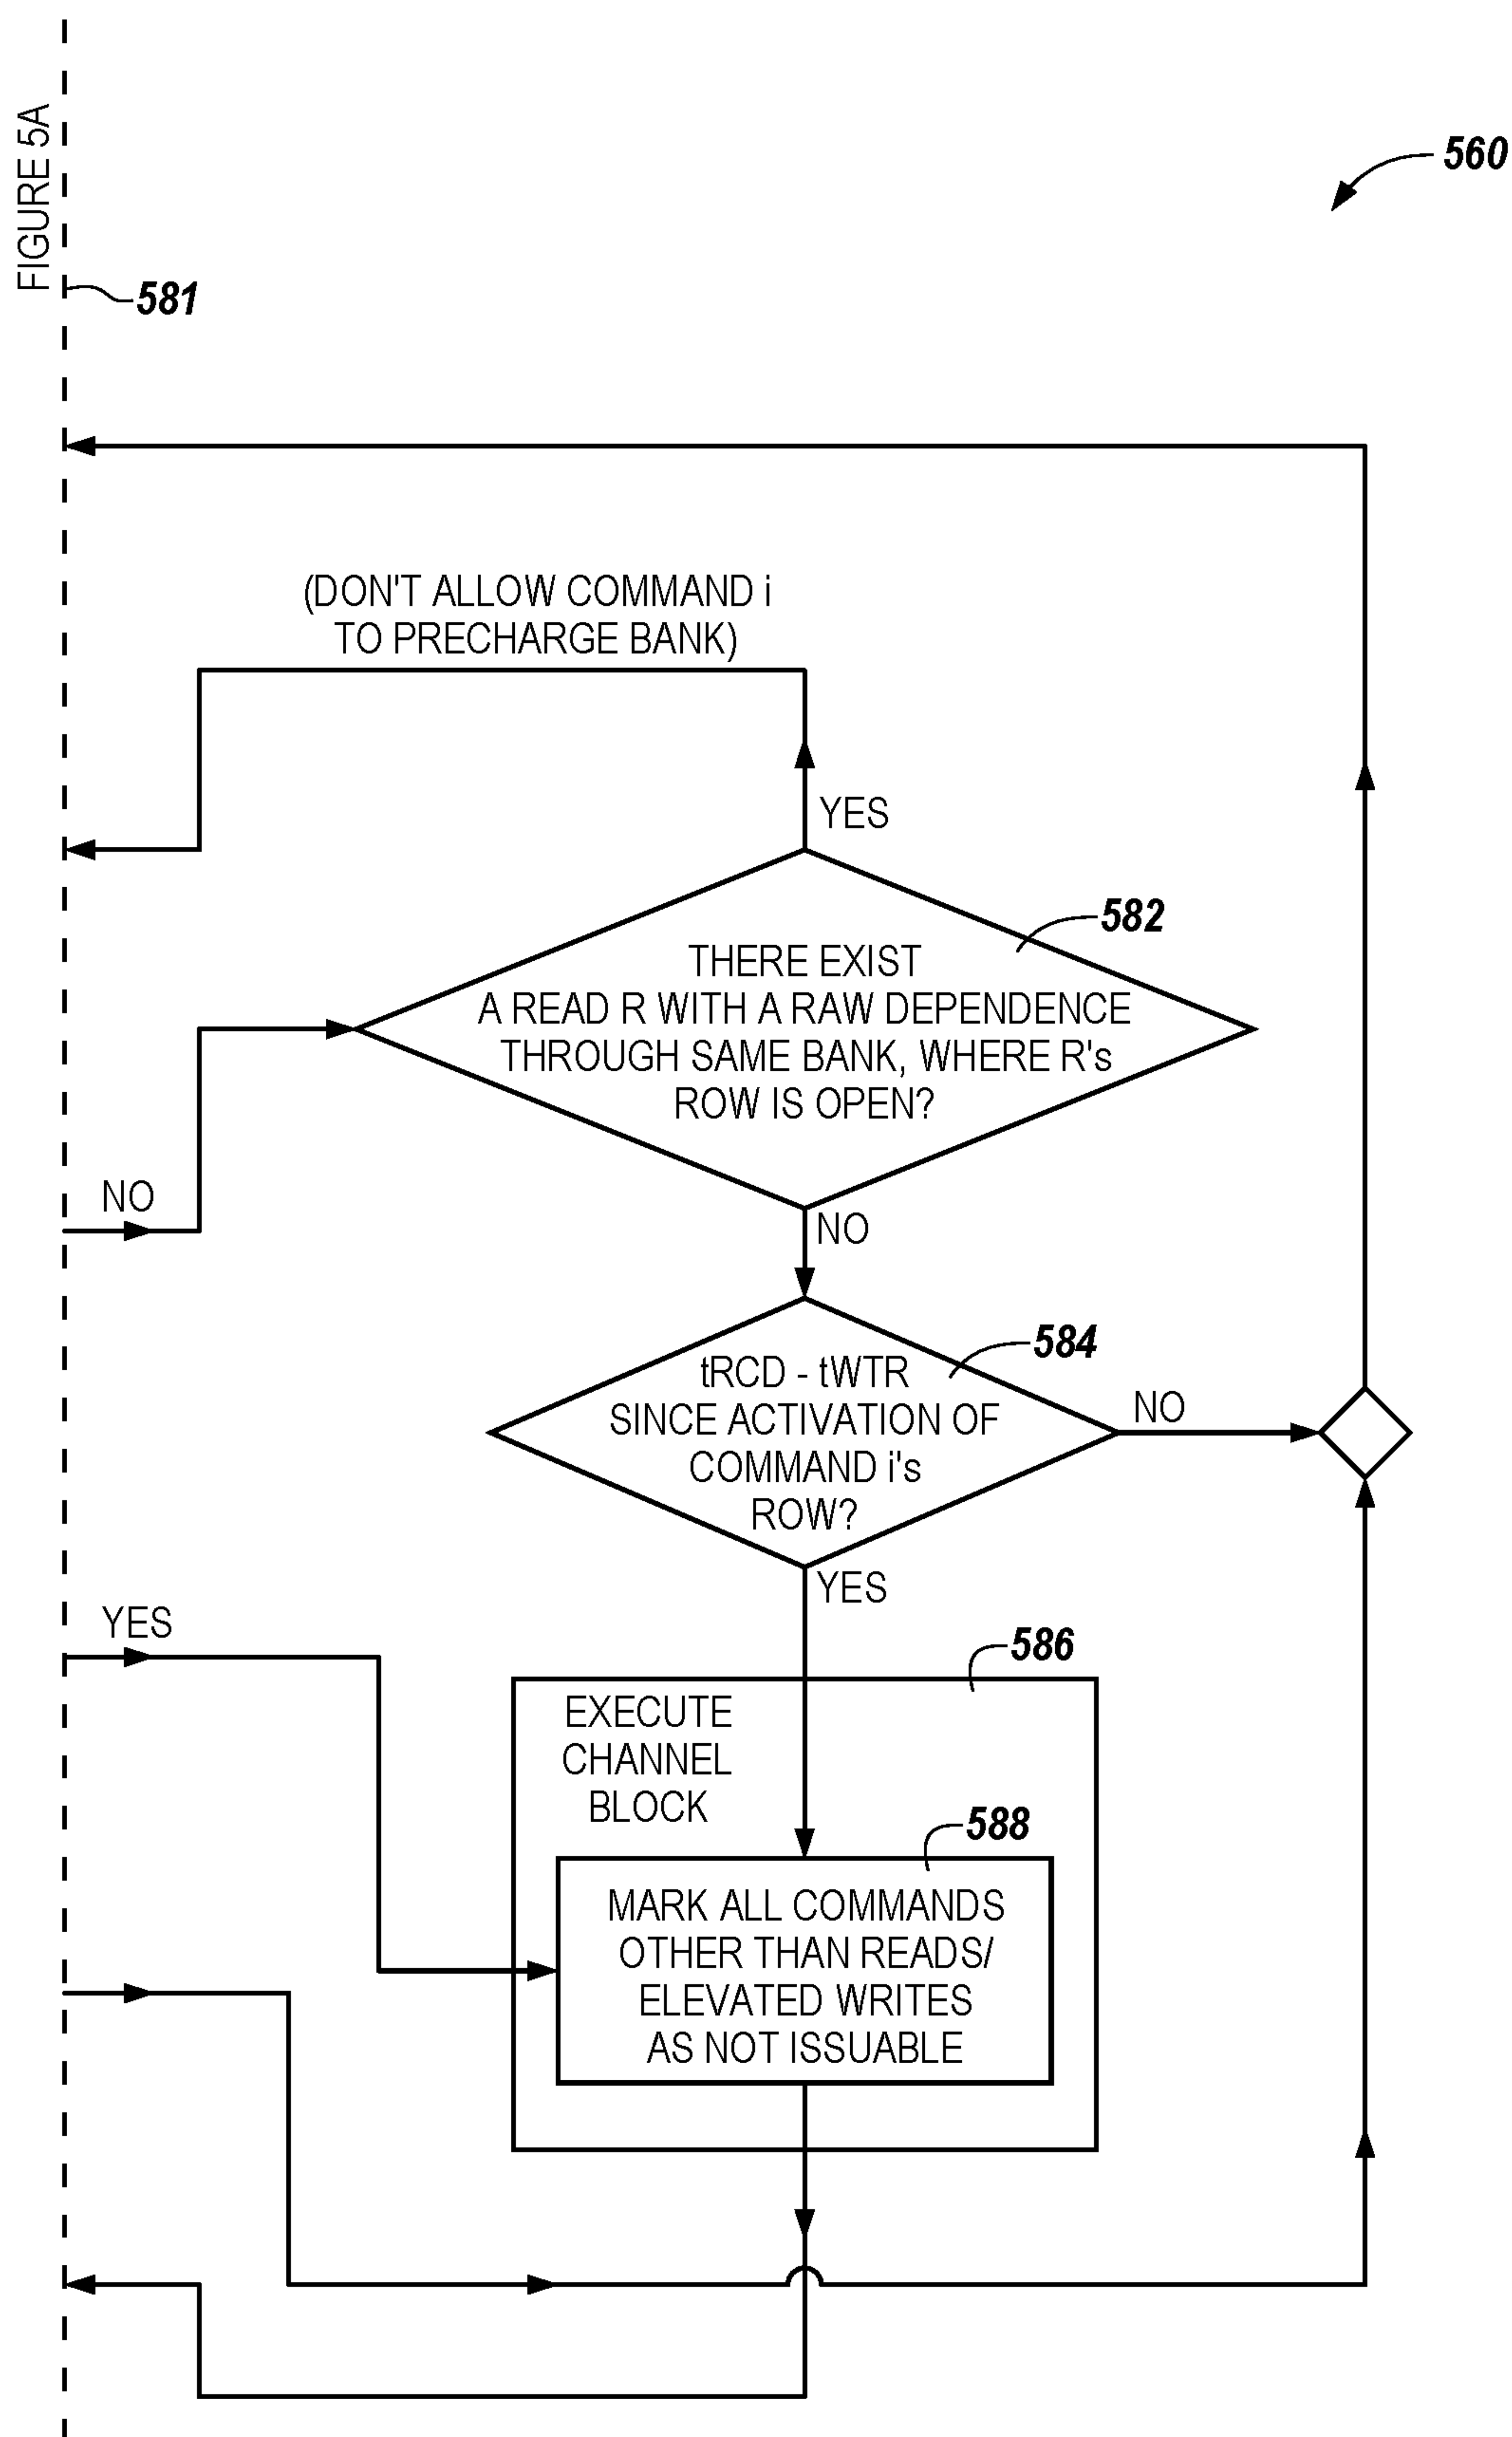 FIGURE 5A
560
581
(DON'T ALLOW COMMAND i
TO PRECHARGE BANK)
YES
582
THERE EXIST
A READ R WITH A RAW DEPENDENCE
THROUGH SAME BANK, WHERE R's
ROW IS OPEN?
NO
NO
584
tRCD - tWTR
SINCE ACTIVATION OF
COMMAND i's
ROW?
NO
YES
YES
586
EXECUTE
CHANNEL
BLOCK
588
MARK ALL COMMANDS
OTHER THAN READS/
ELEVATED WRITES
AS NOT ISSUABLE